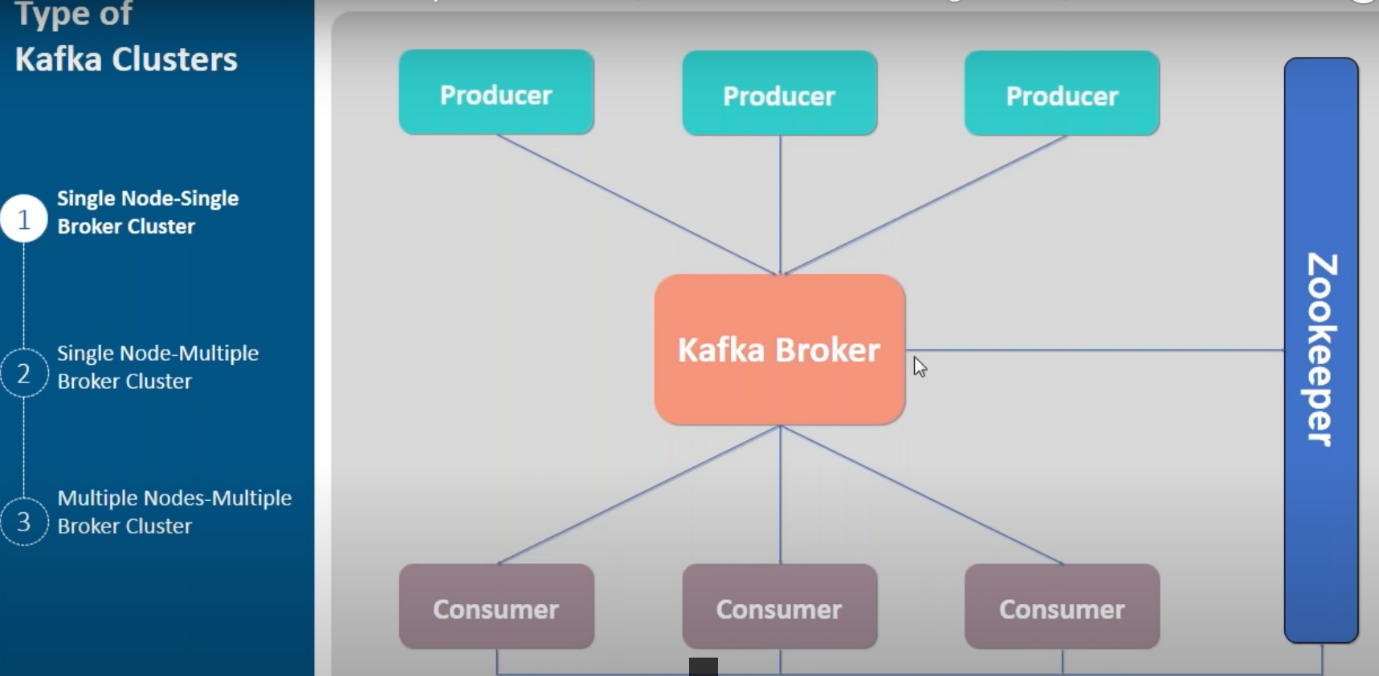 Type of
Kafka Clusters
1
Single Node-Single
Broker Cluster
2
Single Node-Multiple
Broker Cluster
3
Multiple Nodes-Multiple
Broker Cluster
Producer
Producer
Producer
Kafka Broker
Zookeeper
Consumer
Consumer
Consumer